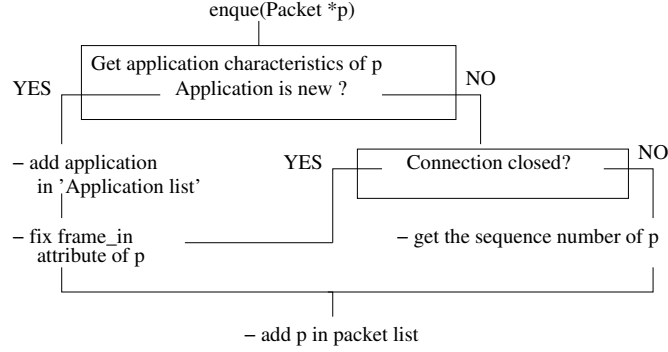 enque(Packet *p)
Get application characteristics of p
YES
Application is new ?
NO
– add application
in ’Application list’
YES
Connection closed?
NO
– fix frame_in
attribute of p
– get the sequence number of p
– add p in packet list